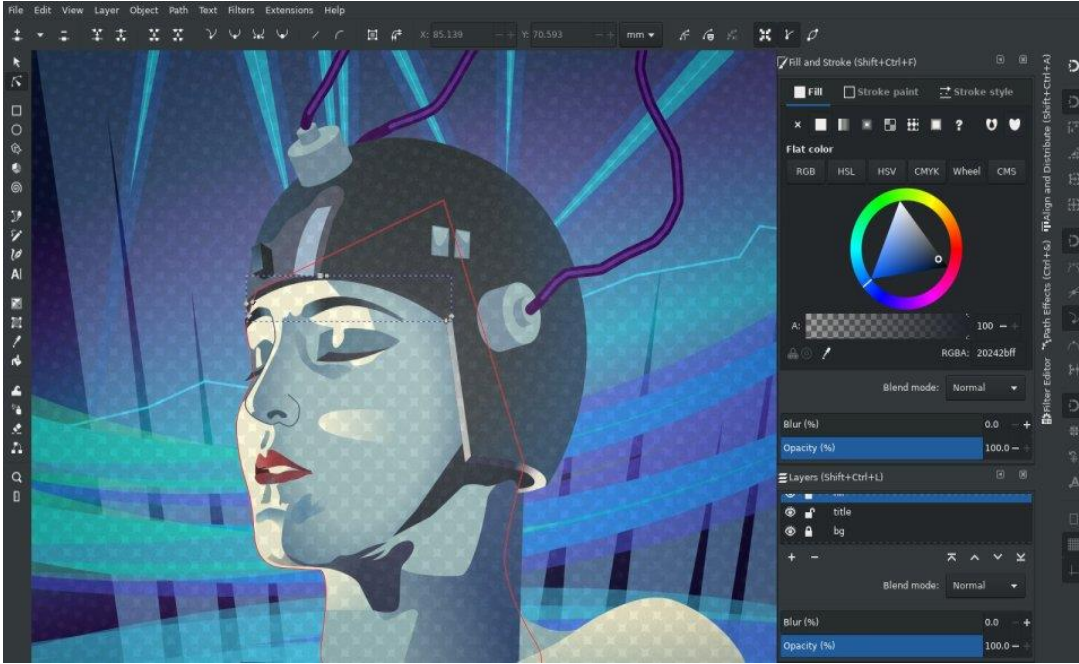 File Edit View Layer Object Path Text Filters Extensions Help
X: 85.139 Y: 70.593 mm
Fill and Stroke (Shift+Ctrl+F)
Fill Stroke paint Stroke style
?
Flat color
RGB HSL HSV CMYK Wheel CMS
A: 100
RGBA: 20242bff
Blend mode: Normal
Blur (%) 0.0
Opacity (%) 100.0
Layers (Shift+Ctrl+L)
title
bg
Blend mode: Normal
Blur (%) 0.0
Opacity (%) 100.0
Align and Distribute (Shift+Ctrl+A)
Path Effects (Ctrl+&)
Filter Editor